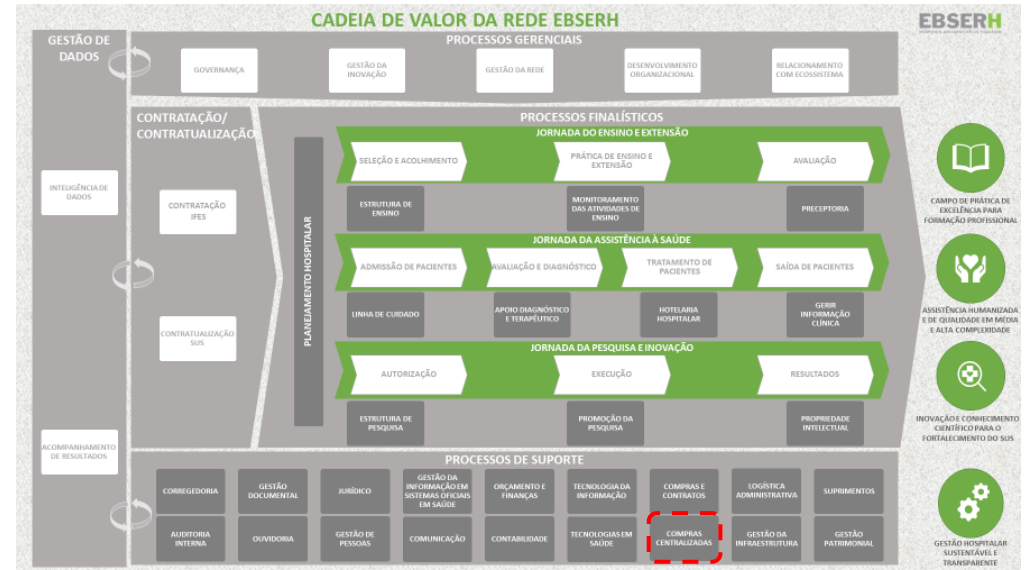 CADEIA DE VALOR DA REDE EBSERH
EBSERH
GESTÃO DE
DADOS
INTELIGÊNCIA DE
DADOS
ACOMPANHAMENTO
DE RESULTADOS
PROCESSOS GERENCIAIS
GOVERNANÇA
GESTÃO DA
INOVAÇÃO
GESTÃO DA REDE
DESENVOLVIMENTO
ORGANIZACIONAL
RELACIONAMENTO
COM ECOSSISTEMA
CONTRATAÇÃO/
CONTRATUALIZAÇÃO
CONTRATAÇÃO
IFES
CONTRATUALIZAÇÃO
SUS
PROCESSOS FINALÍSTICOS
PLANEJAMENTO HOSPITALAR
JORNADA DO ENSINO E EXTENSÃO
SELEÇÃO E ACOLHIMENTO
PRÁTICA DE ENSINO E
EXTENSÃO
AVALIAÇÃO
ESTRUTURA DE
ENSINO
MONITORAMENTO
DAS ATIVIDADES DE
ENSINO
PRECEPTORIA
JORNADA DA ASSISTÊNCIA À SAÚDE
ADMISSÃO DE PACIENTES
AVALIAÇÃO E DIAGNÓSTICO
TRATAMENTO DE
PACIENTES
SAÍDA DE PACIENTES
LINHA DE CUIDADO
APOIO DIAGNÓSTICO
E TERAPÊUTICO
HOTELARIA
HOSPITALAR
GERIR
INFORMAÇÃO
CLÍNICA
JORNADA DA PESQUISA E INOVAÇÃO
AUTORIZAÇÃO
EXECUÇÃO
RESULTADOS
ESTRUTURA DE
PESQUISA
PROMOÇÃO DA
PESQUISA
PROPRIEDADE
INTELECTUAL
PROCESSOS DE SUPORTE
CORREGEDORIA
GESTÃO
DOCUMENTAL
JURÍDICO
GESTÃO DA
INFORMAÇÃO EM
SISTEMAS OFICIAIS
EM SAÚDE
ORÇAMENTO E
FINANÇAS
TECNOLOGIA DA
INFORMAÇÃO
COMPRAS E
CONTRATOS
LOGÍSTICA
ADMINISTRATIVA
SUPRIMENTOS
AUDITORIA
INTERNA
OUVIDORIA
GESTÃO DE
PESSOAS
COMUNICAÇÃO
CONTABILIDADE
TECNOLOGIAS EM
SAÚDE
COMPRAS
CENTRALIZADAS
GESTÃO DA
INFRAESTRUTURA
GESTÃO
PATRIMONIAL
CAMPO DE PRÁTICA DE
EXCELÊNCIA PARA
FORMAÇÃO PROFISSIONAL
ASSISTÊNCIA HUMANIZADA
E DE QUALIDADE EM MÉDIA
E ALTA COMPLEXIDADE
INOVAÇÃO E CONHECIMENTO
CIENTÍFICO PARA O
FORTALECIMENTO DO SUS
GESTÃO HOSPITALAR
SUSTENTÁVEL E
TRANSPARENTE